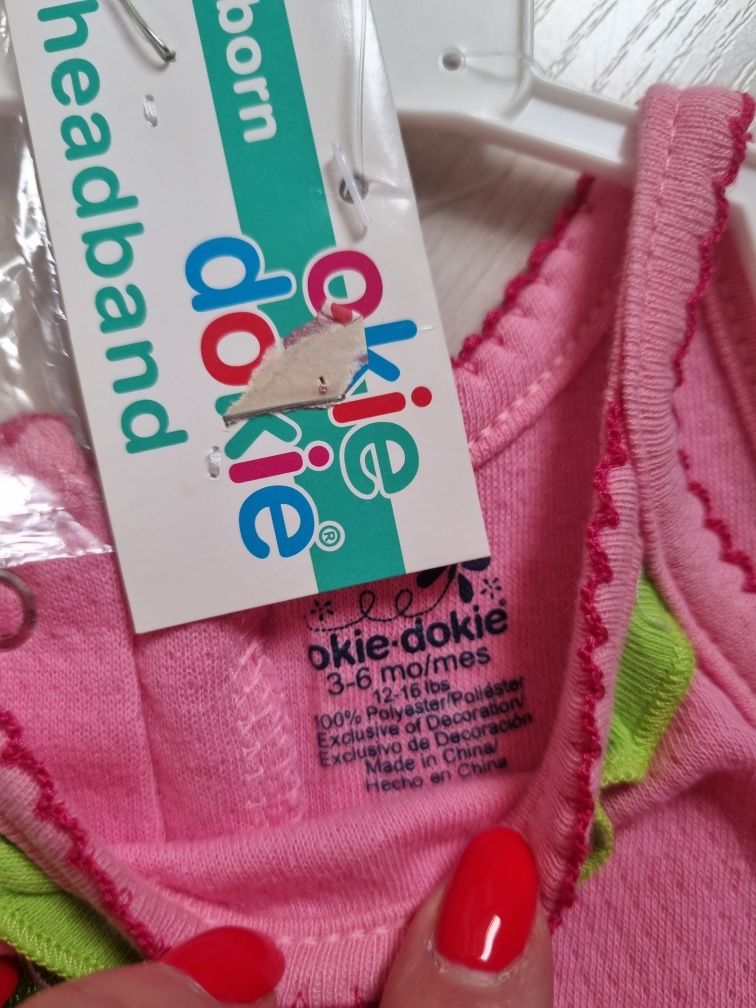 born
headband
okie
dokie®
okie·dokie®
3-6 mo/mes
12-16 lbs
100% Polyester/Poliéster
Exclusive of Decoration/
Exclusivo de Decoración
Made in China/
Hecho en China